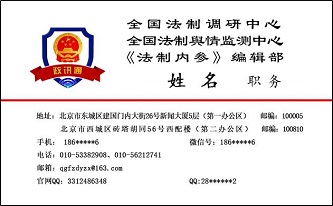 全国法制调研中心
全国法制舆情监测中心
《法制内参》编辑部
政讯通
姓名 职务
地址：北京市东城区建国门内大街26号新闻大厦5层（第一办公区） 邮编：100005
北京市西城区砖塔胡同56号西配楼（第二办公区） 邮编：100810
手机：186*****6 微信号：186*****6
电话：010-53382908、010-56212741
邮箱：qgfzdyzx@163.com
官网QQ：3312486348 QQ:28******2